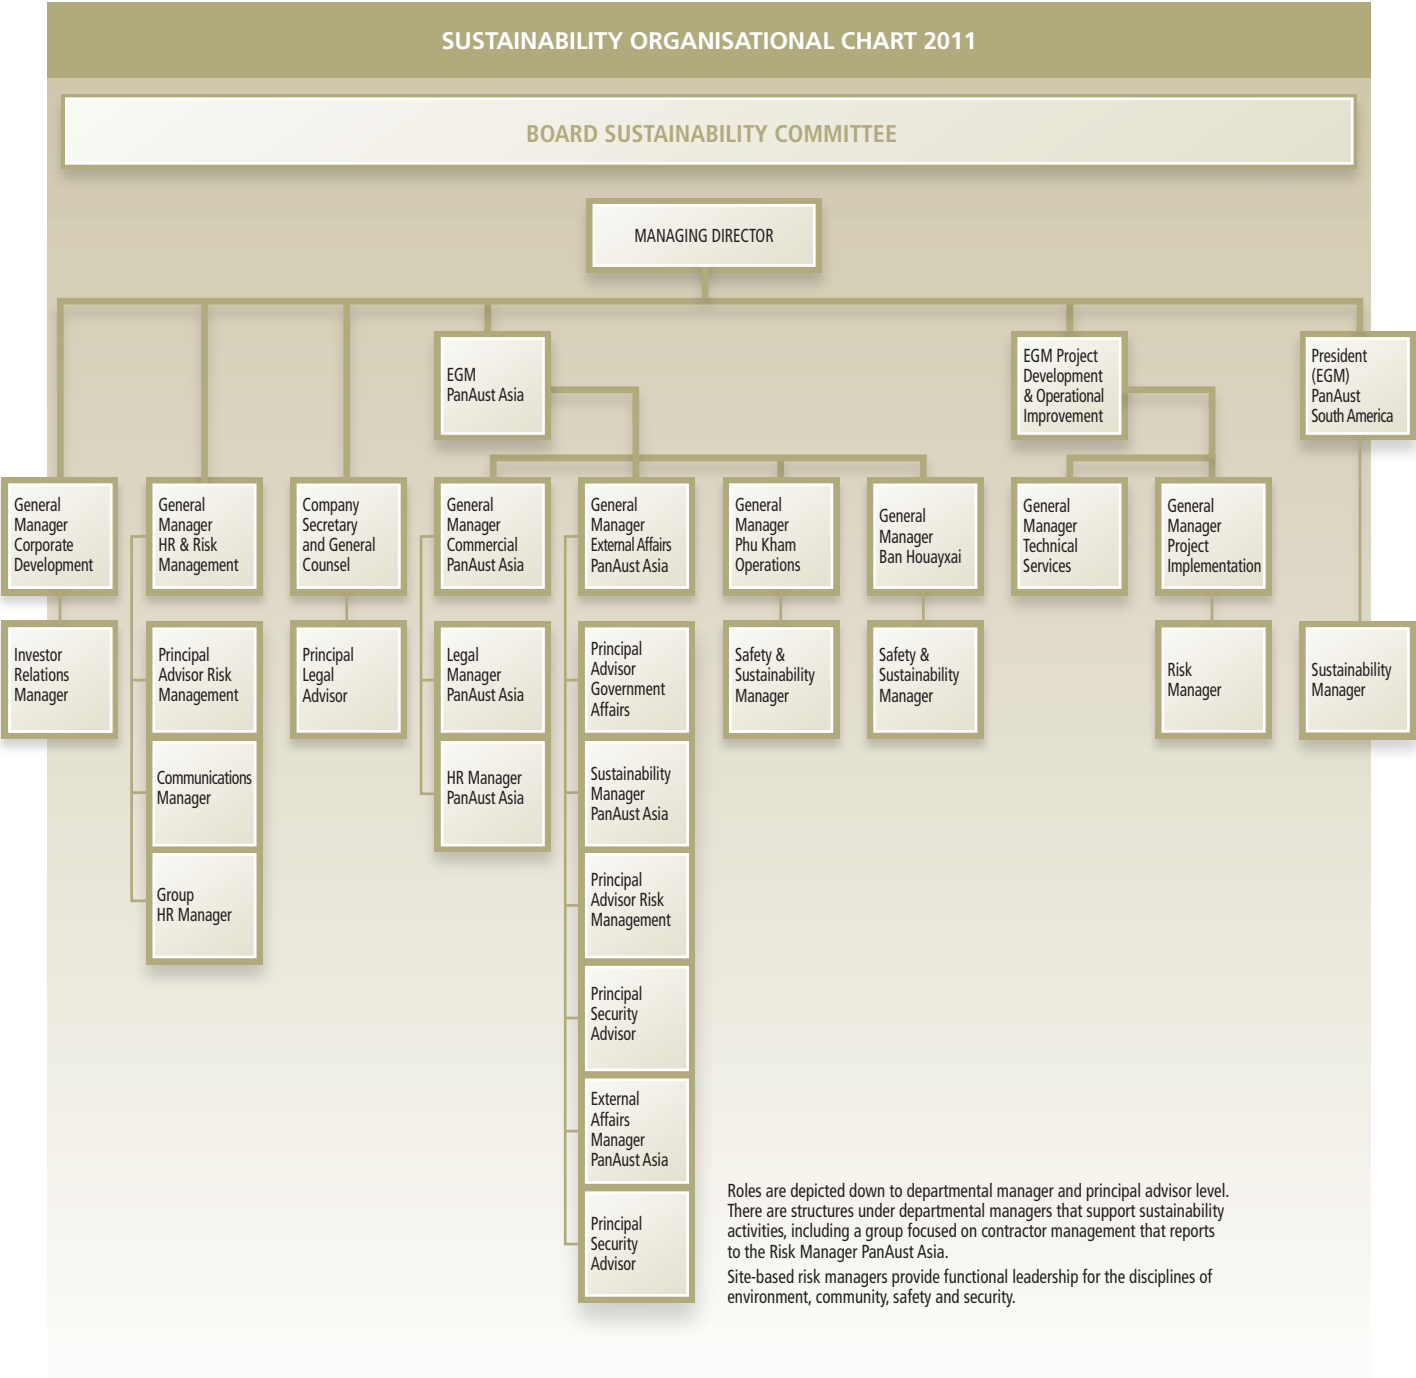 SUSTAINABILITY ORGANISATIONAL CHART 2011
BOARD SUSTAINABILITY COMMITTEE
MANAGING DIRECTOR
EGM
PanAust Asia
EGM Project
Development
& Operational
Improvement
President
(EGM)
PanAust
South America
General
Manager
Corporate
Development
General
Manager
HR & Risk
Management
Company
Secretary
and General
Counsel
General
Manager
Commercial
PanAust Asia
General
Manager
External Affairs
PanAust Asia
General
Manager
Phu Kham
Operations
General
Manager
Ban Houayxai
General
Manager
Technical
Services
General
Manager
Project
Implementation
Investor
Relations
Manager
Principal
Advisor Risk
Management
Principal
Legal
Advisor
Legal
Manager
PanAust Asia
Principal
Advisor
Government
Affairs
Safety &
Sustainability
Manager
Safety &
Sustainability
Manager
Risk
Manager
Sustainability
Manager
Communications
Manager
HR Manager
PanAust Asia
Sustainability
Manager
PanAust Asia
Group
HR Manager
Principal
Advisor Risk
Management
Principal
Security
Advisor
External
Affairs
Manager
PanAust Asia
Principal
Security
Advisor
Roles are depicted down to departmental manager and principal advisor level.
There are structures under departmental managers that support sustainability
activities, including a group focused on contractor management that reports
to the Risk Manager PanAust Asia.
Site-based risk managers provide functional leadership for the disciplines of
environment, community, safety and security.